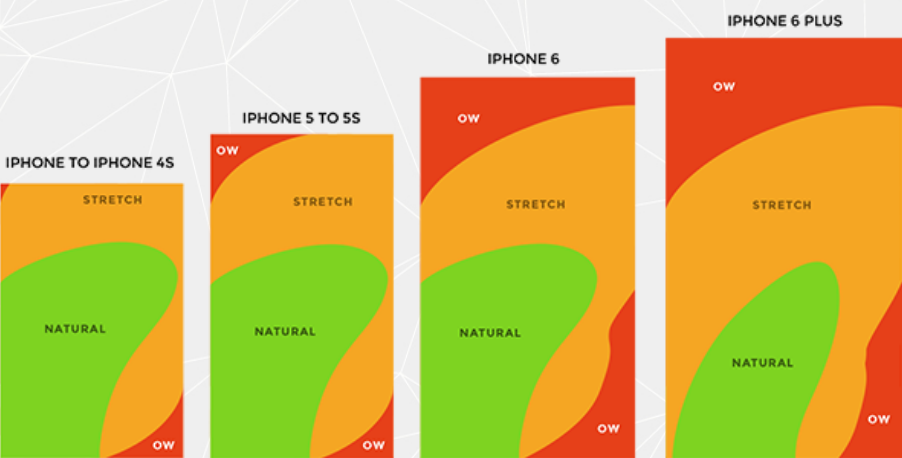 IPHONE TO IPHONE 4S
STRETCH
NATURAL
OW
IPHONE 5 TO 5S
OW
STRETCH
NATURAL
OW
IPHONE 6
OW
STRETCH
NATURAL
OW
IPHONE 6 PLUS
OW
STRETCH
NATURAL
OW